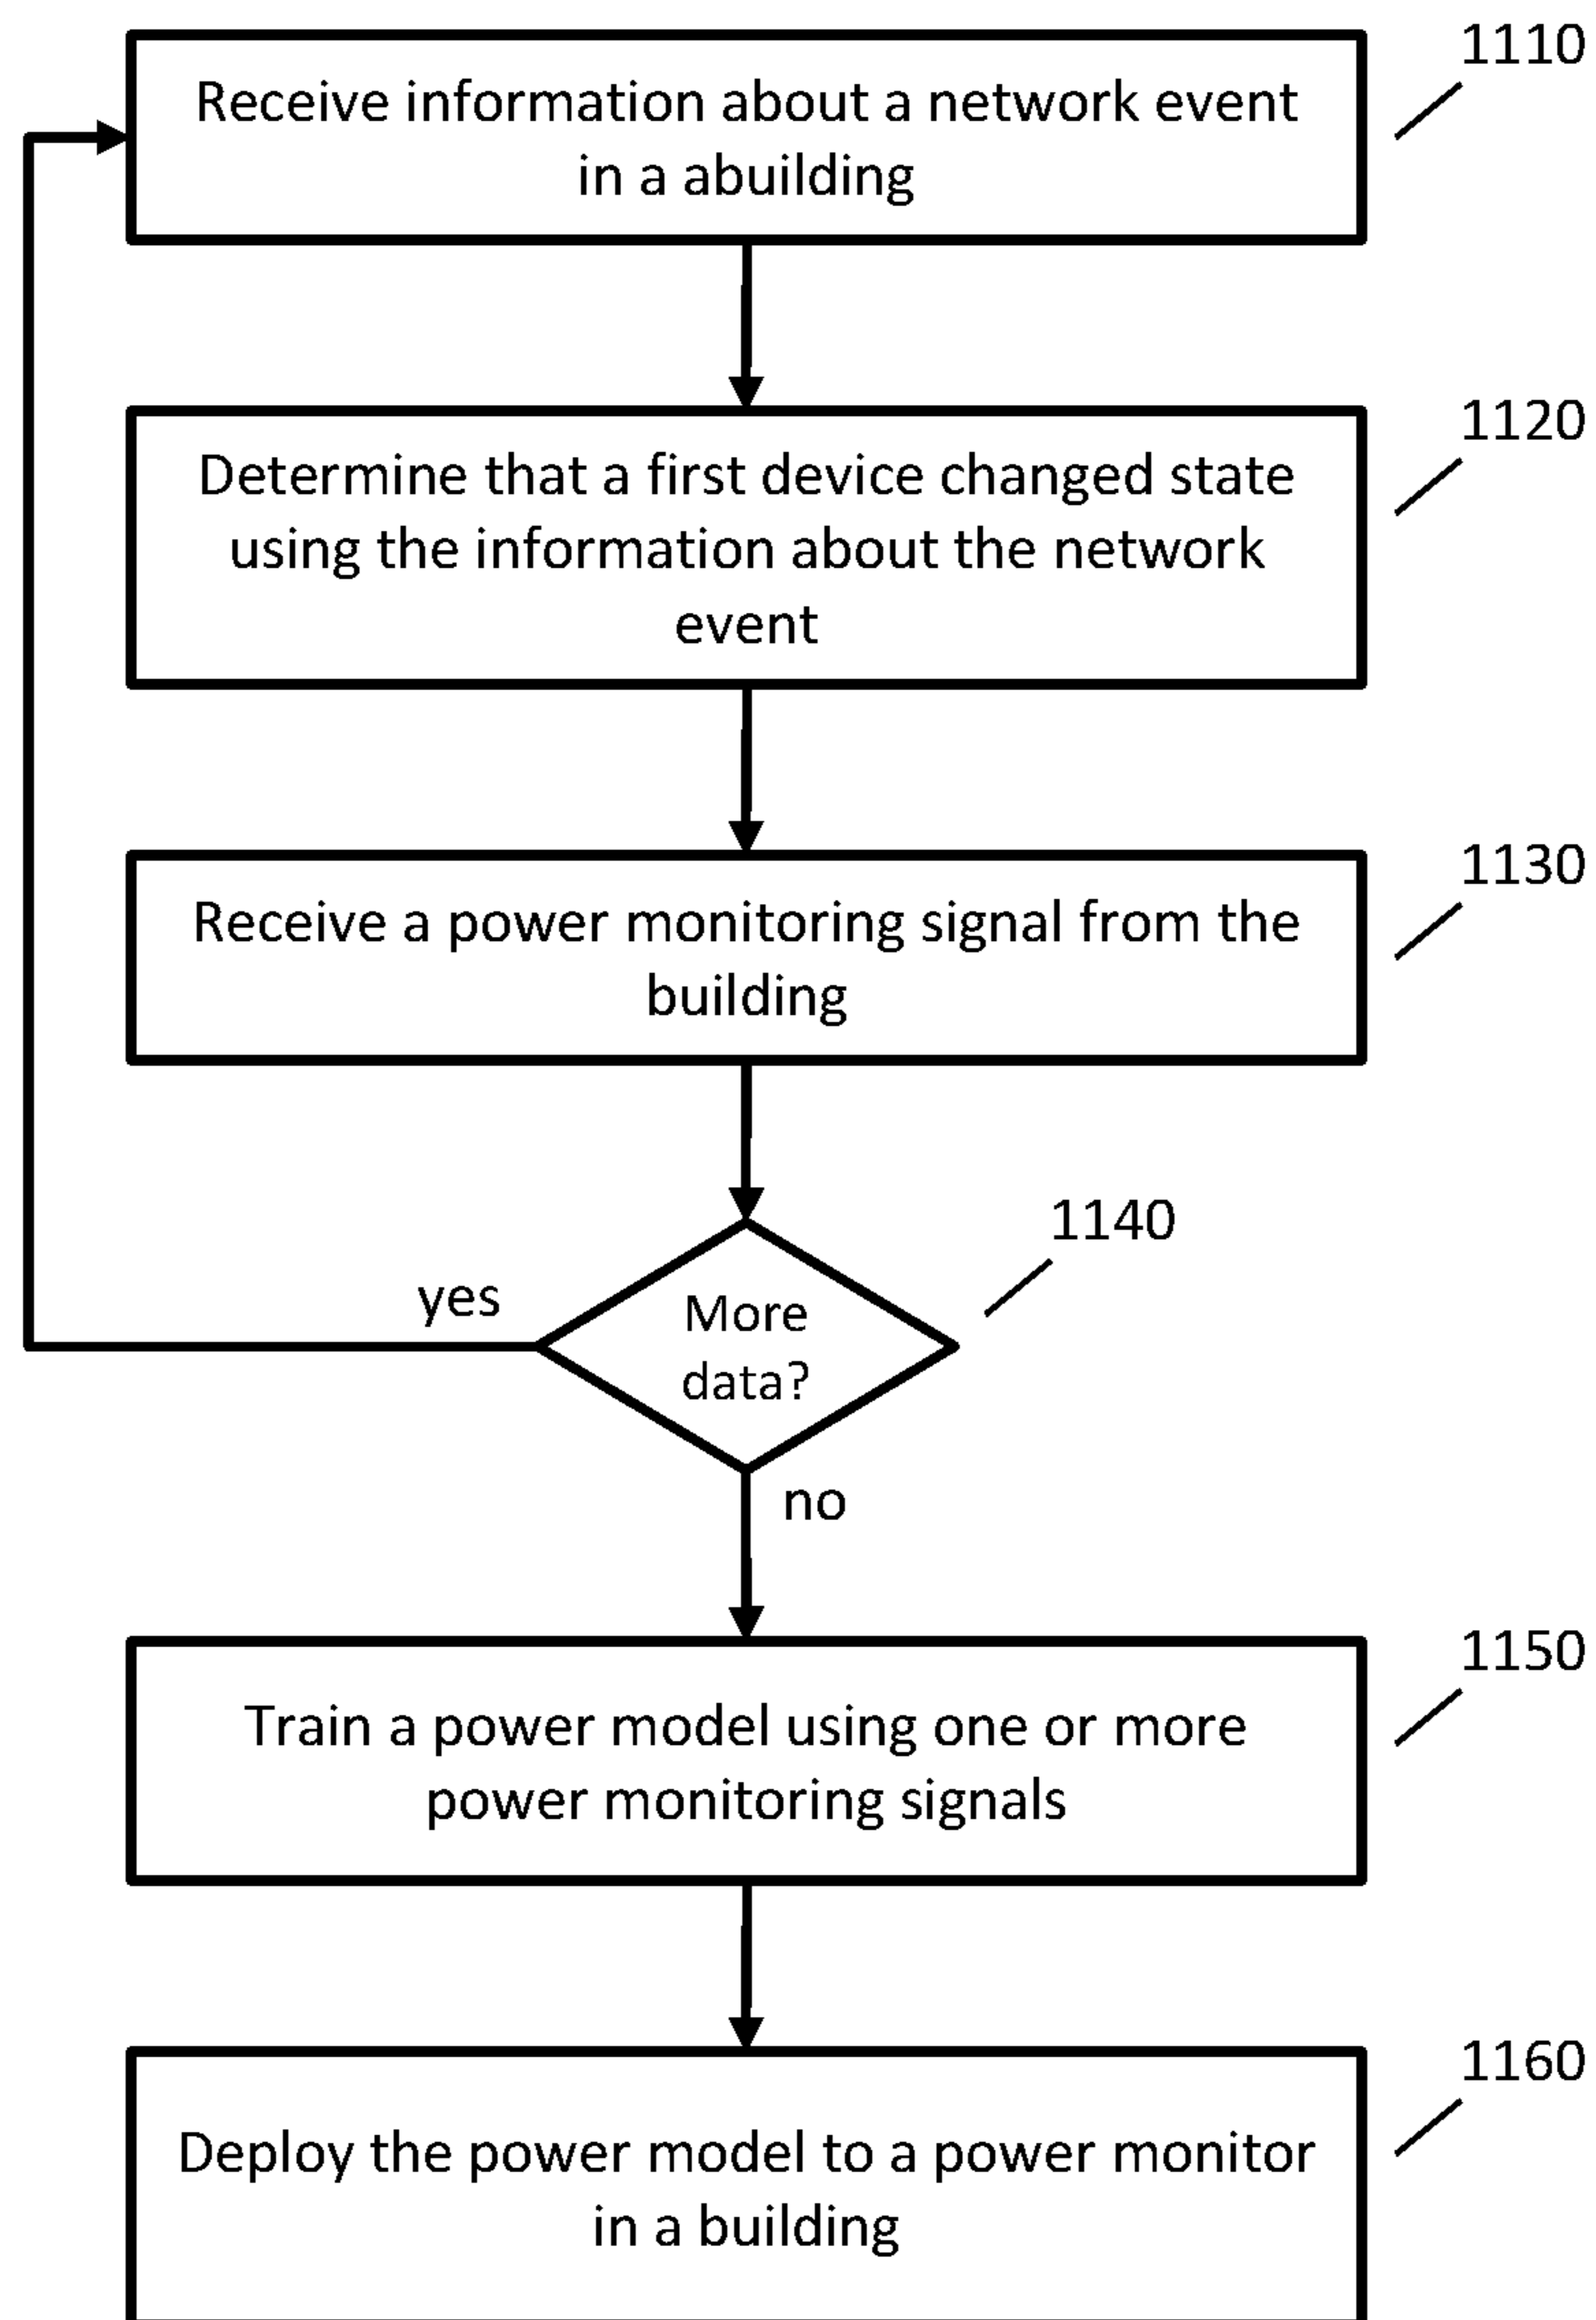 1110
Receive information about a network event
in a abuilding
1120
Determine that a first device changed state
using the information about the network
event
1130
Receive a power monitoring signal from the
building
1140
yes
More
data?
no
1150
Train a power model using one or more
power monitoring signals
1160
Deploy the power model to a power monitor
in a building